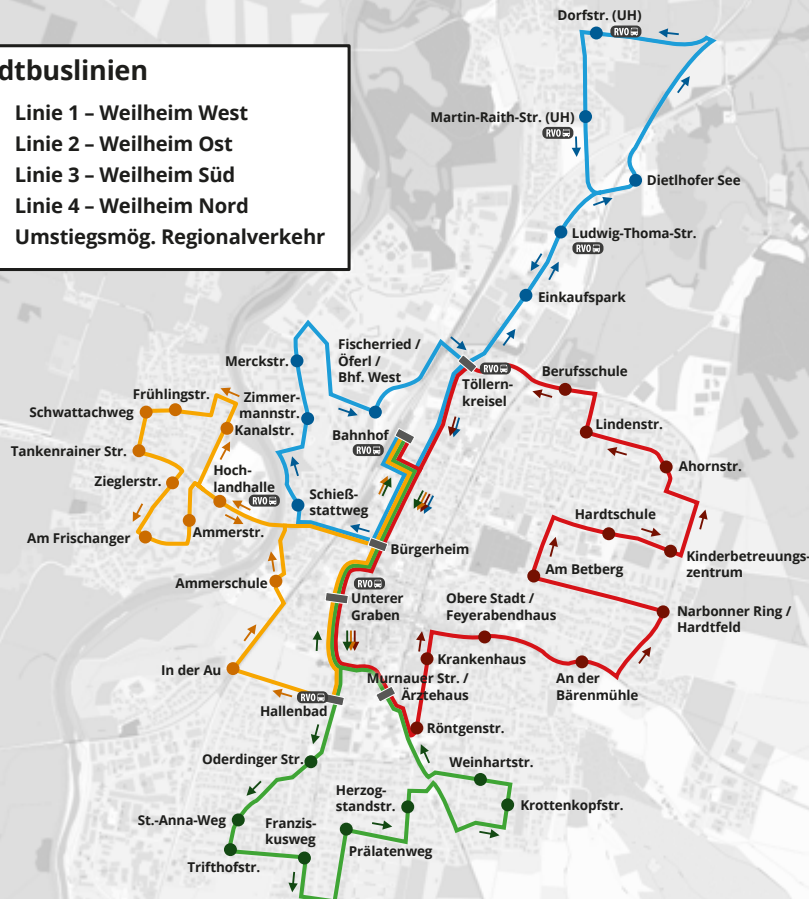 Dorfstr. (UH)
RVO
dtbuslinien
Linie 1 – Weilheim West
Linie 2 – Weilheim Ost
Linie 3 – Weilheim Süd
Linie 4 – Weilheim Nord
Umstiegsmög. Regionalverkehr
Martin-Raith-Str. (UH)
RVO
Dietlhofer See
Ludwig-Thoma-Str.
RVO
Einkaufspark
Fischerried /
Öferl /
Bhf. West
Merckstr.
RVO
Töllern-
kreisel
Berufsschule
Frühlingstr.
Zimmer-
mannstr.
Schwattachweg
Kanalstr.
Bahnhof
RVO
Lindenstr.
Tankenrainer Str.
Ahornstr.
Hoch-
landhalle
RVO
Zieglerstr.
Schieß-
stattweg
Hardtschule
Ammerstr.
Am Frischanger
Bürgerheim
Kinderbetreuungs-
zentrum
Am Betberg
Ammerschule
RVO
Unterer
Graben
Obere Stadt /
Feyerabendhaus
Narbonner Ring /
Hardtfeld
Krankenhaus
In der Au
Murnauer Str. /
Ärztehaus
An der
Bärenmühle
RVO
Hallenbad
Röntgenstr.
Oderdinger Str.
Weinhartstr.
Herzog-
standstr.
Krottenkopfstr.
St.-Anna-Weg
Franzis-
kusweg
Prälatenweg
Trifthofstr.